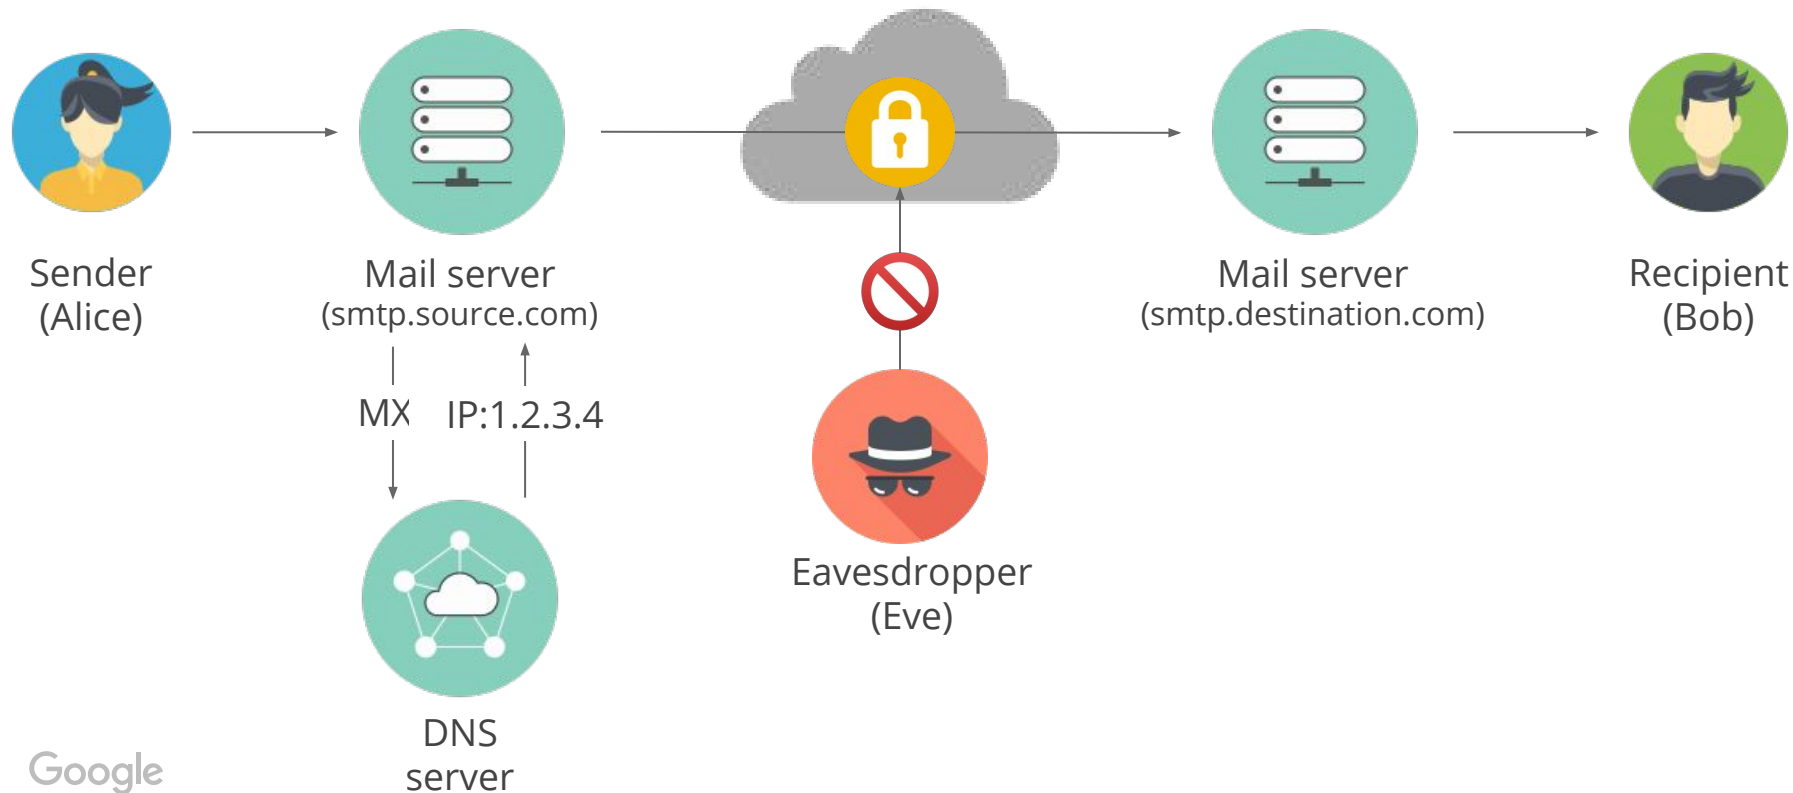 Sender
(Alice)
Mail server
(smtp.source.com)
Mail server
(smtp.destination.com)
Recipient
(Bob)
MX
IP:1.2.3.4
Eavesdropper
(Eve)
DNS
server
Google